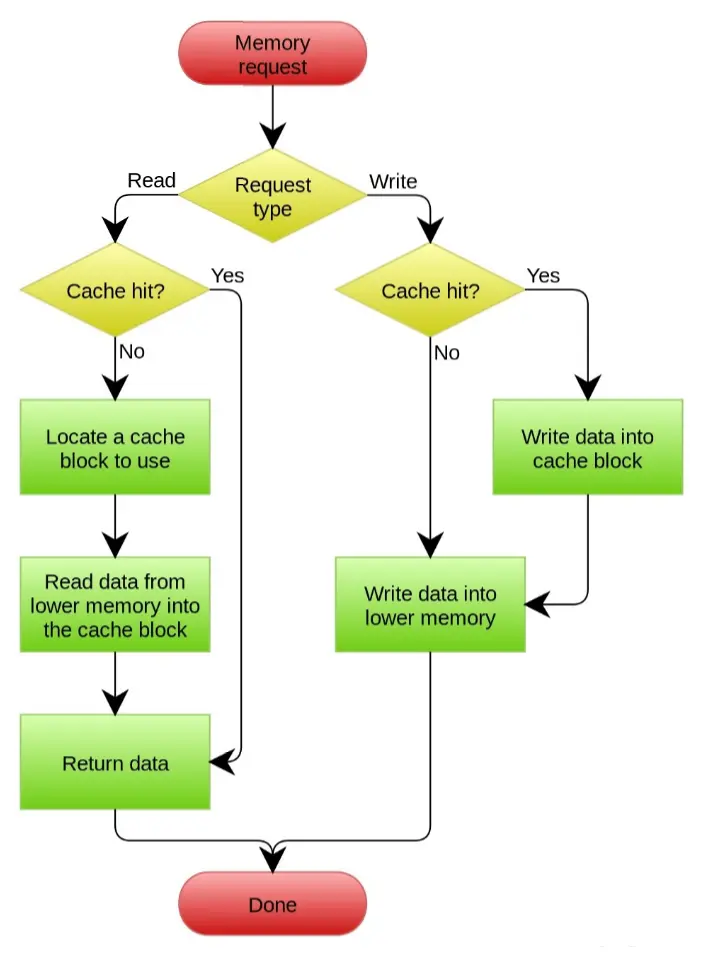 Memory
request
Read
Request
type
Write
Cache hit?
Yes
Cache hit?
Yes
No
No
Locate a cache
block to use
Write data into
cache block
Read data from
lower memory into
the cache block
Write data into
lower memory
Return data
Done